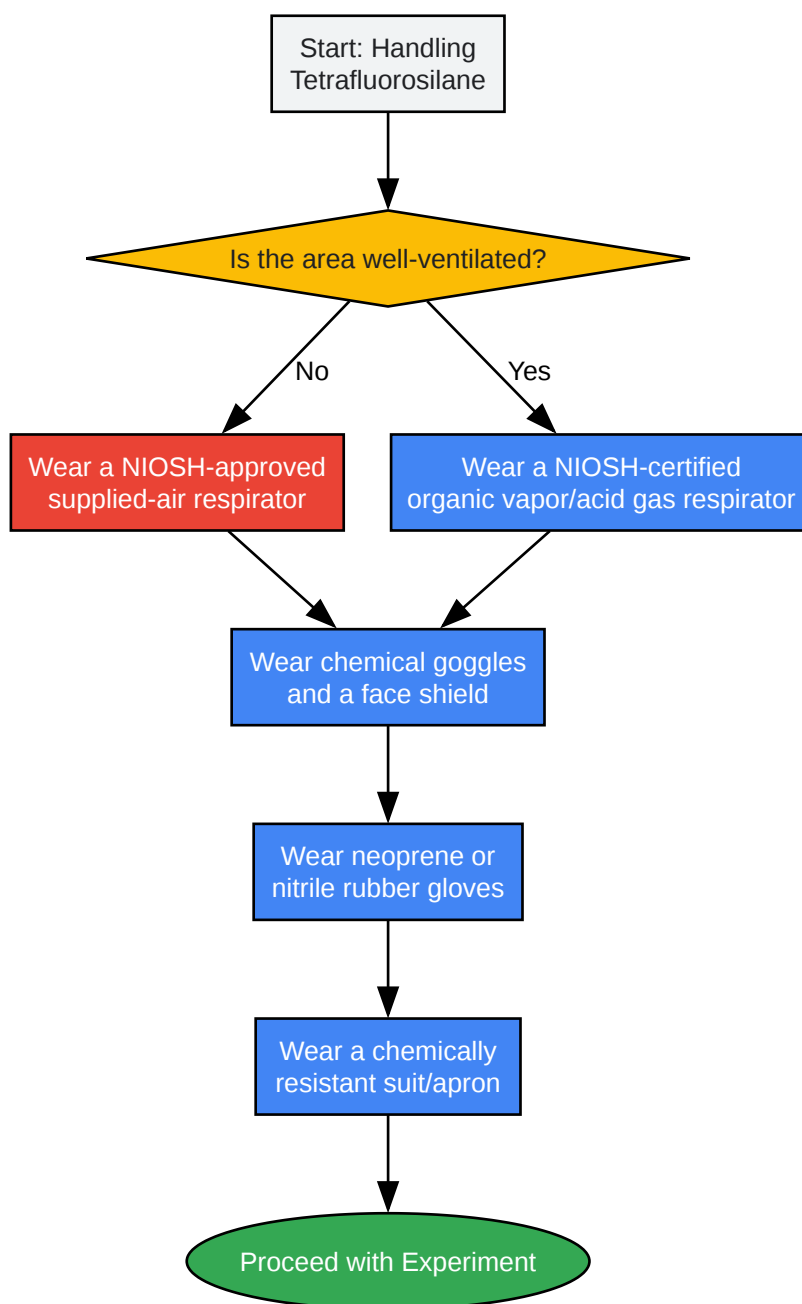 Start: Handling
Tetrafluorosilane
Is the area well-ventilated?
No
Yes
Wear a NIOSH-approved
supplied-air respirator
Wear a NIOSH-certified
organic vapor/acid gas respirator
Wear chemical goggles
and a face shield
Wear neoprene or
nitrile rubber gloves
Wear a chemically
resistant suit/apron
Proceed with Experiment